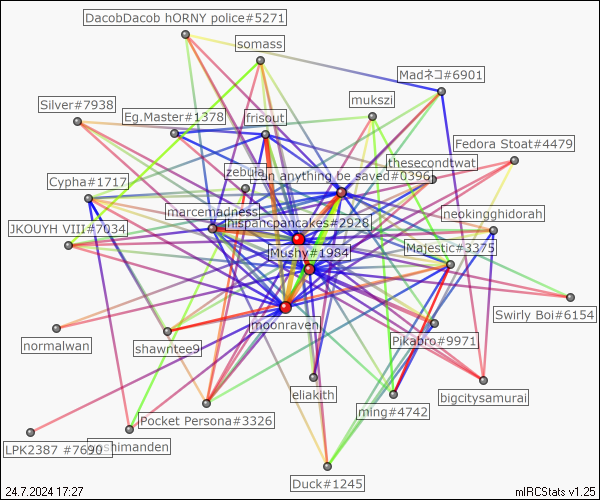 DacobDacob hORNY police#5271
somass
Madネコ#6901
mukszi
Silver#7938
Eg.Master#1378
frisout
Fedora Stoat#4479
thesecondtwat
zebula
un anything be saved#0396
Cypha#1717
marcemadness
hispancpancakes#2928
neokingghidorah
JKOUYH VIII#7034
Mushy#1984
Majestic#3375
Swirly Boi#6154
moonraven
Pikabro#9971
normalwan
shawntee9
eliakith
bigcitysamurai
ming#4742
Pocket Persona#3326
LPK2387 #7690
shimanden
Duck#1245
24.7.2024 17:27
mIRCStats v1.25